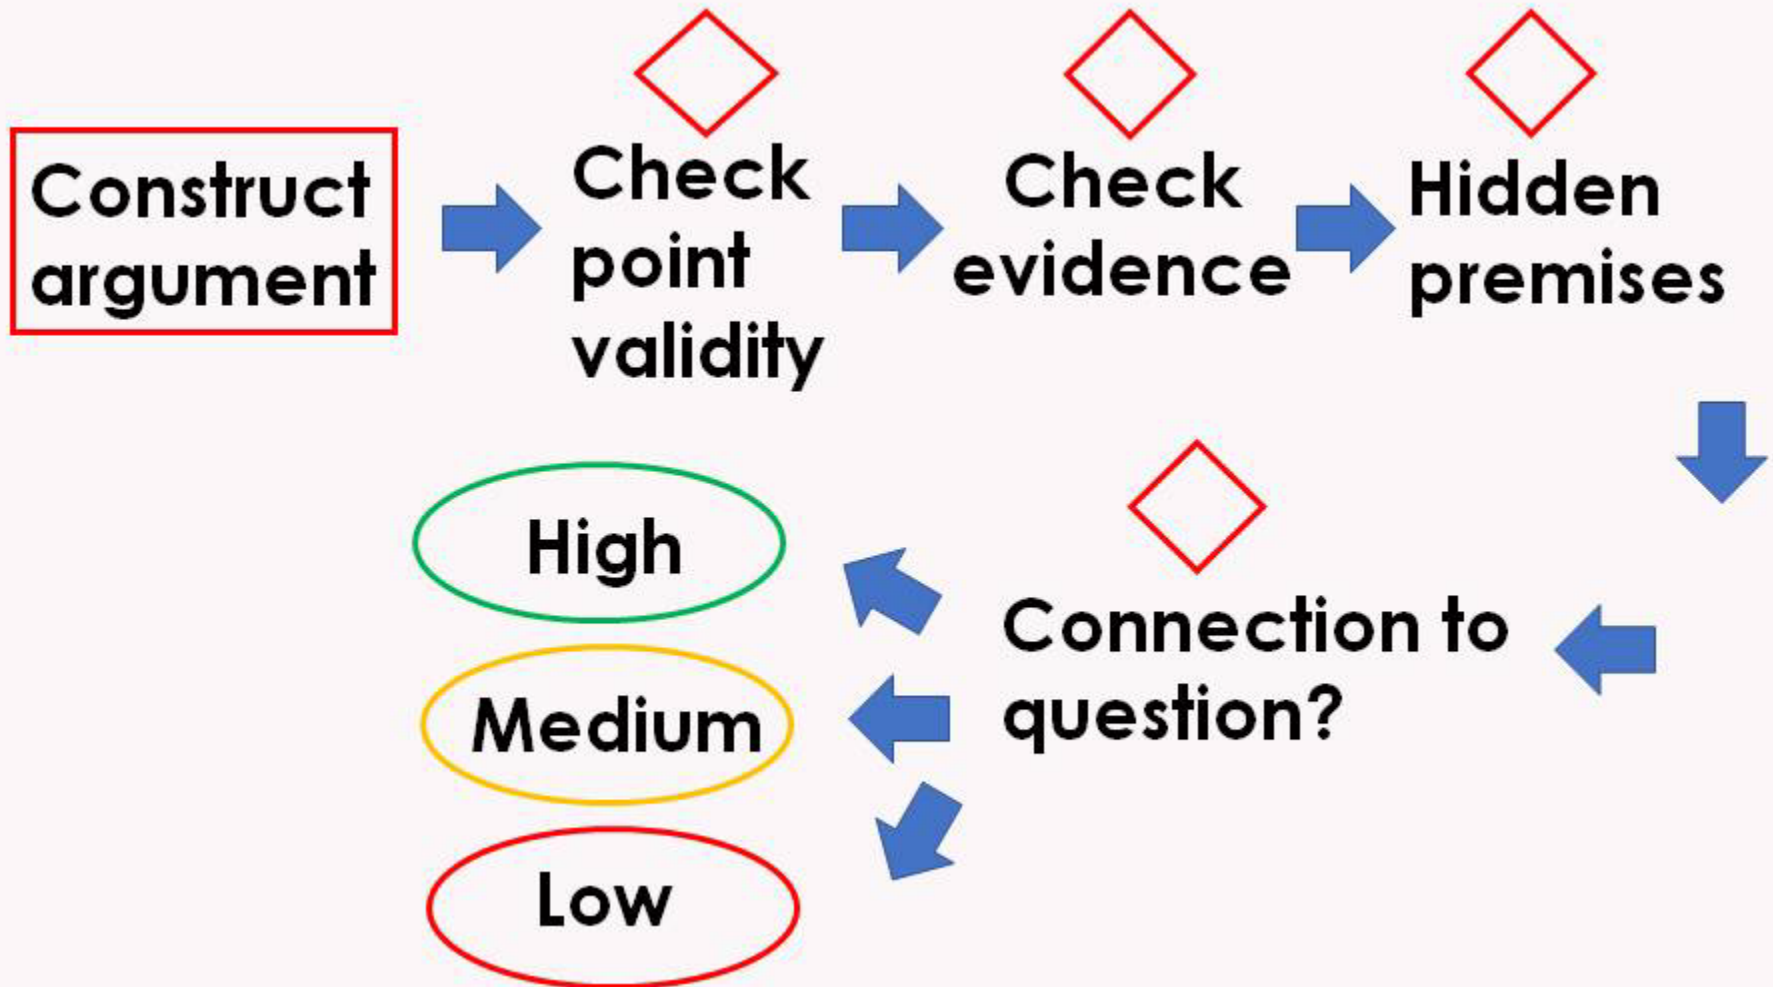 Construct
argument
Check
point
validity
Check
evidence
Hidden
premises
Connection to
question?
High
Medium
Low